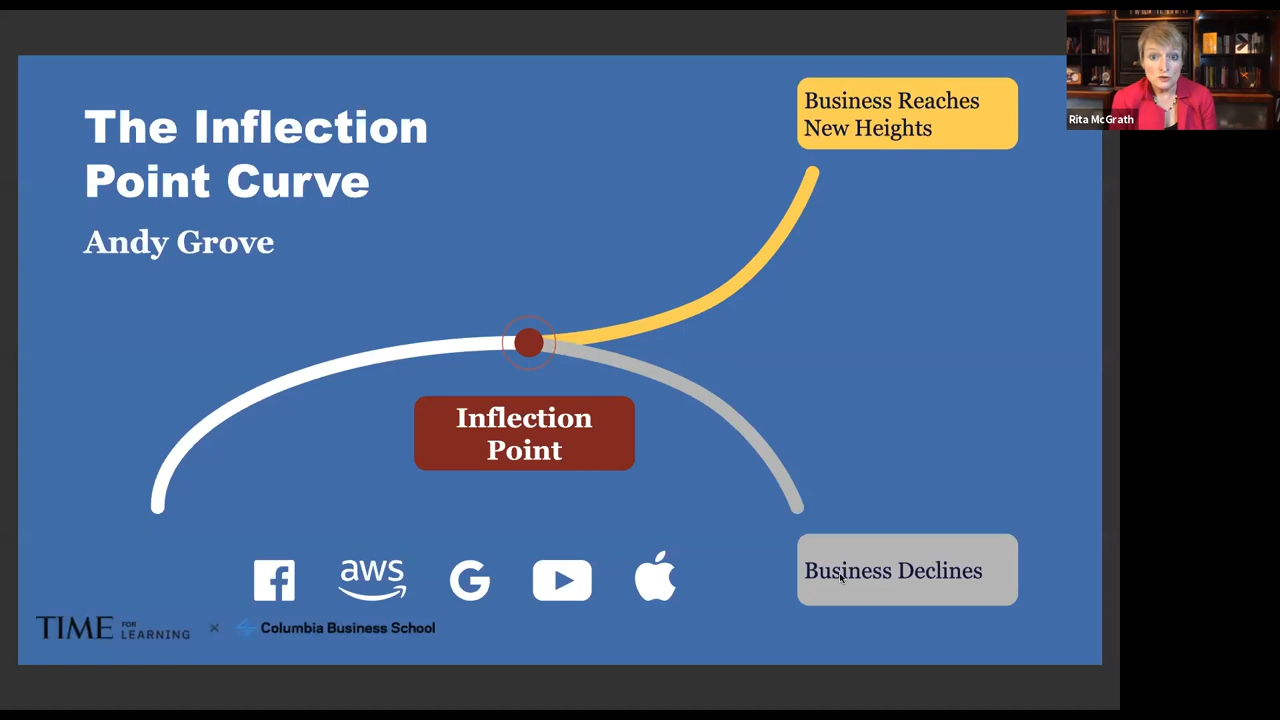 The Inflection
Point Curve
Andy Grove
Business Reaches
New Heights
Rita McGrath
Inflection
Point
Business Declines
aws
G
TIME FOR LEARNING × Columbia Business School